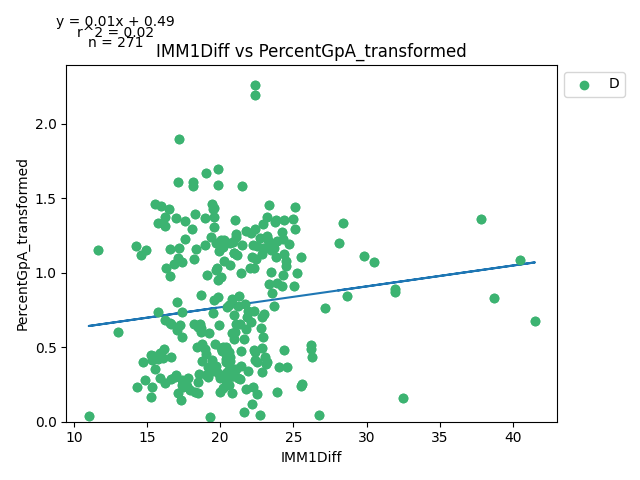 y = 0.01x + 0.49
r^2 = 0.02
n = 271
IMM1Diff vs PercentGpA_transformed
D
PercentGpA_transformed
2.0
1.5
1.0
0.5
0.0
10 15 20 25 30 35 40
IMM1Diff